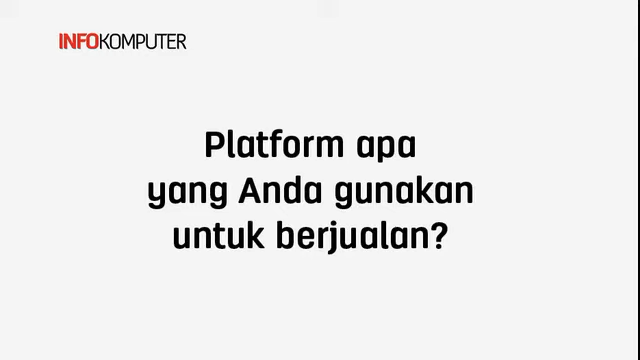 INFOKOMPUTER
Platform apa
yang Anda gunakan
untuk berjualan?